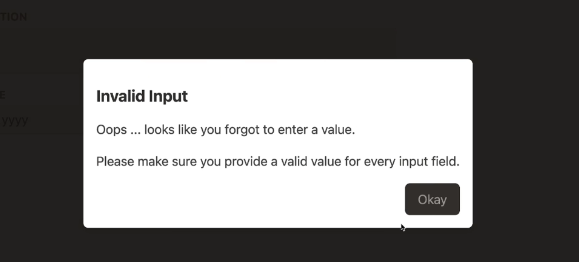 TION
E
.yyyy
Invalid Input
Oops ... looks like you forgot to enter a value.
Please make sure you provide a valid value for every input field.
Okay